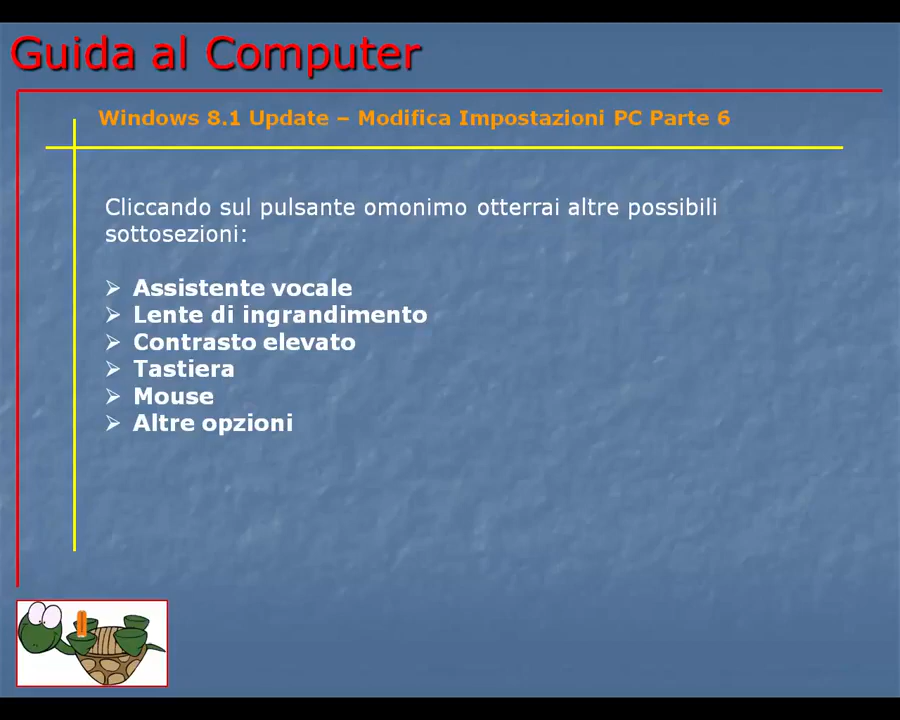 Guida al Computer
Windows 8.1 Update – Modifica Impostazioni PC Parte 6
Cliccando sul pulsante omonimo otterrai altre possibili
sottosezioni:
Assistente vocale
Lente di ingrandimento
Contrasto elevato
Tastiera
Mouse
Altre opzioni